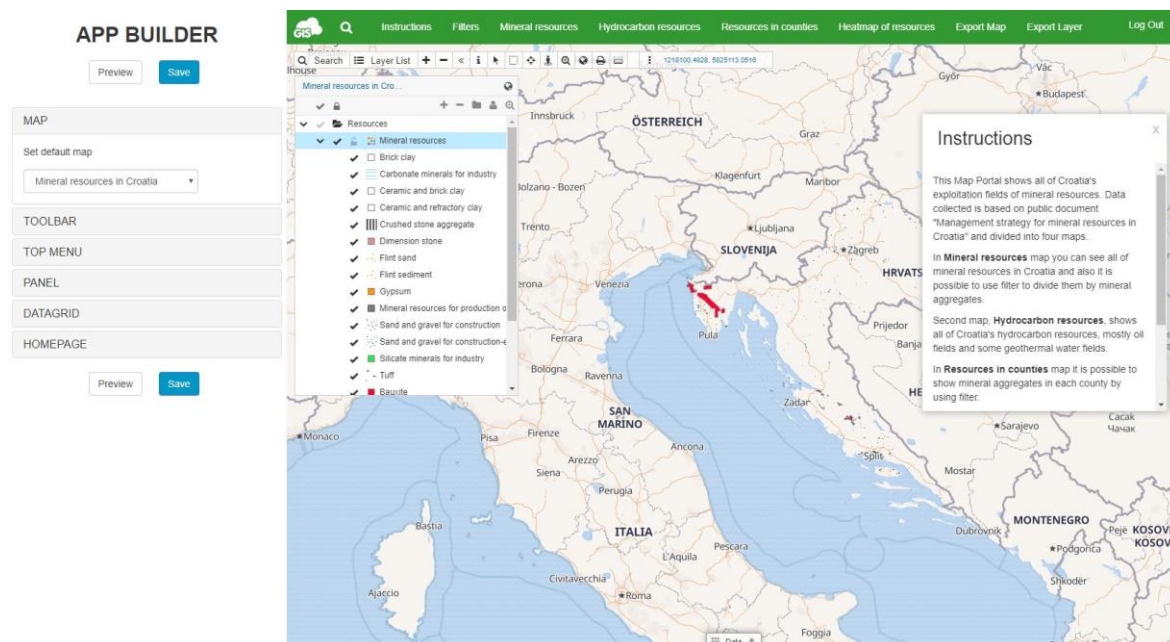 APP BUILDER
Preview
Save
MAP
Set default map
Mineral resources in Croatia
TOOLBAR
TOP MENU
PANEL
DATAGRID
HOMEPAGE
Preview
Save
GIS
Instructions
Filters
Mineral resources
Hydrocarbon resources
Resources in counties
Heatmap of resources
Export Map
Export Layer
Log Out
Search
Layer List
1218100.4828, 5825113.0516
Mineral resources in Cro...
Resources
Mineral resources
Brick clay
Carbonate minerals for industry
Ceramic and brick clay
Ceramic and refractory clay
Crushed stone aggregate
Dimension stone
Flint sand
Flint sediment
Gypsum
Mineral resources for production o
Sand and gravel for construction
Sand and gravel for construction-e
Silicate minerals for industry
Tuff
Bauxite
Instructions
X
This Map Portal shows all of Croatia's
exploitation fields of mineral resources. Data
collected is based on public document
"Management strategy for mineral resources in
Croatia" and divided into four maps.
In Mineral resources map you can see all of
mineral resources in Croatia and also it is
possible to use filter to divide them by mineral
aggregates.
Second map, Hydrocarbon resources, shows
all of Croatia's hydrocarbon resources, mostly oil
fields and some geothermal water fields.
In Resources in counties map it is possible to
show mineral aggregates in each county by
using filter.
Győr
Vác
Budapest
Innsbruck
ÖSTERREICH
Graz
Klagenfurt
Maribor
Bolzano - Bozen
Trento
Ljubljana
SLOVENIJA
Zagreb
HRVATS
Venezia
Pula
Prijedor
Banja
Ferrara
Bologna
Ravenna
Zadar
SAN
MARINO
Monaco
Pisa
Firenze
Arezzo
Ancona
Siena
Perugia
Split
Sarajevo
Cacak
Чачак
Mostar
Bastia
ITALIA
L'Aquila
Pescara
Dubrovnik
MONTENEGRO
Pejë
KOSOV
KOSOV
Podgorica
Shkodër
Civitavecchia
Roma
Ajaccio
Foggia
Data